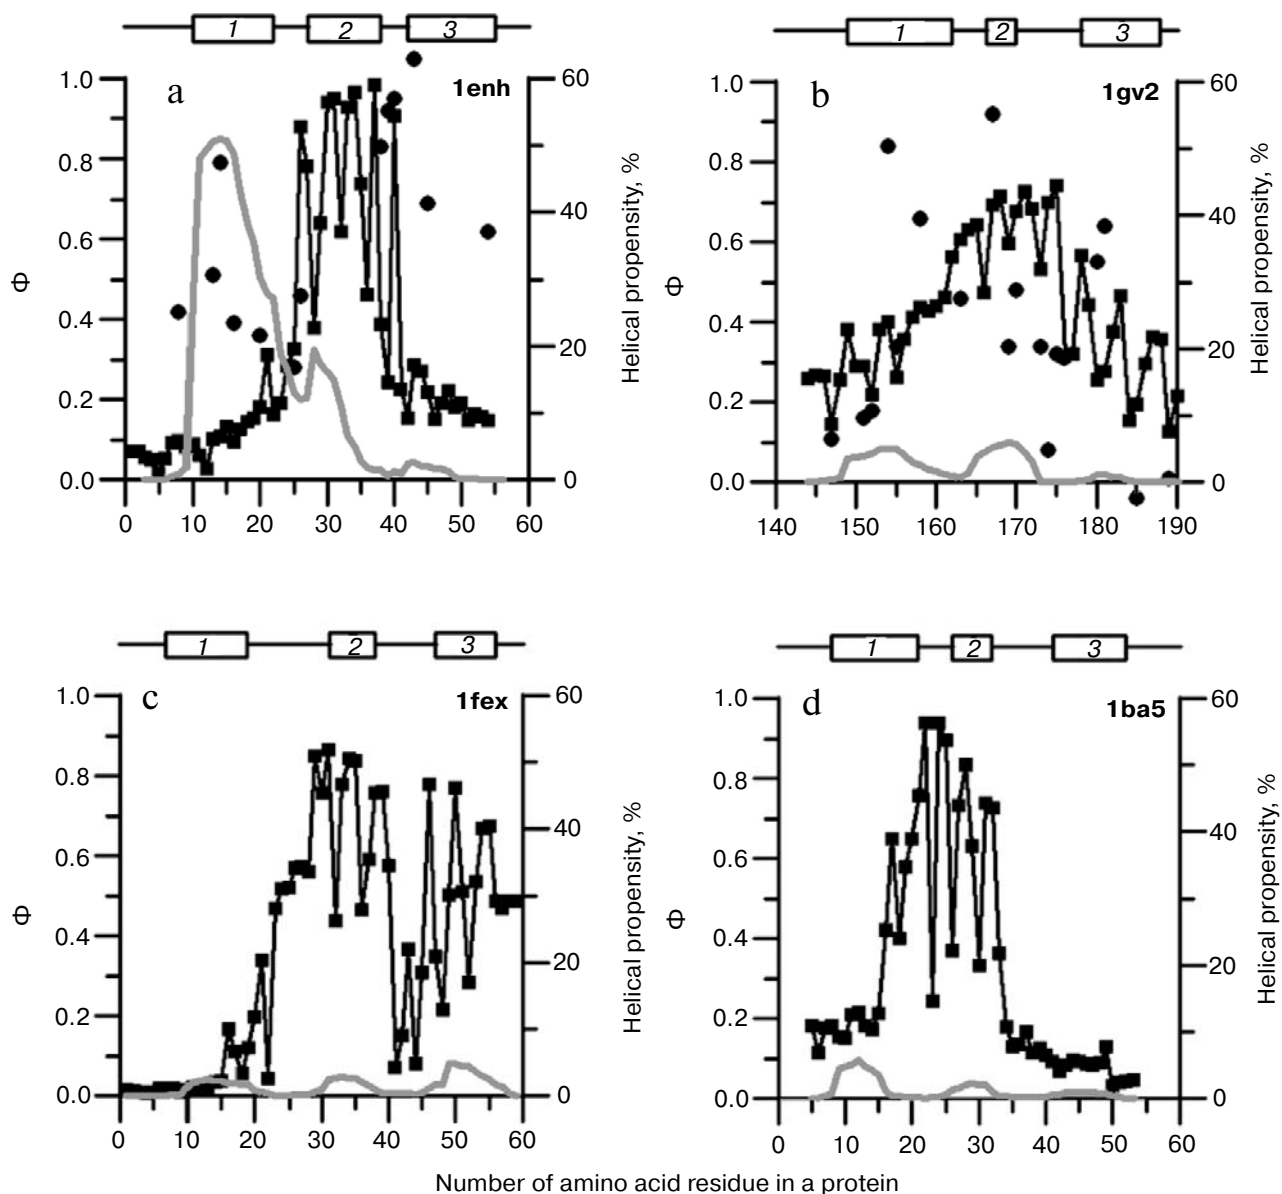 1 2 3
a
1enh
1.0
0.8
0.6
0.4
0.2
0.0
Φ
60
40
20
0
Helical propensity, %
0 10 20 30 40 50 60
1 2 3
b
1gv2
1.0
0.8
0.6
0.4
0.2
0.0
Φ
60
40
20
0
Helical propensity, %
140 150 160 170 180 190
1 2 3
c
1fex
1.0
0.8
0.6
0.4
0.2
0.0
Φ
60
40
20
0
Helical propensity, %
0 10 20 30 40 50 60
1 2 3
d
1ba5
1.0
0.8
0.6
0.4
0.2
0.0
Φ
60
40
20
0
Helical propensity, %
0 10 20 30 40 50 60
Number of amino acid residue in a protein